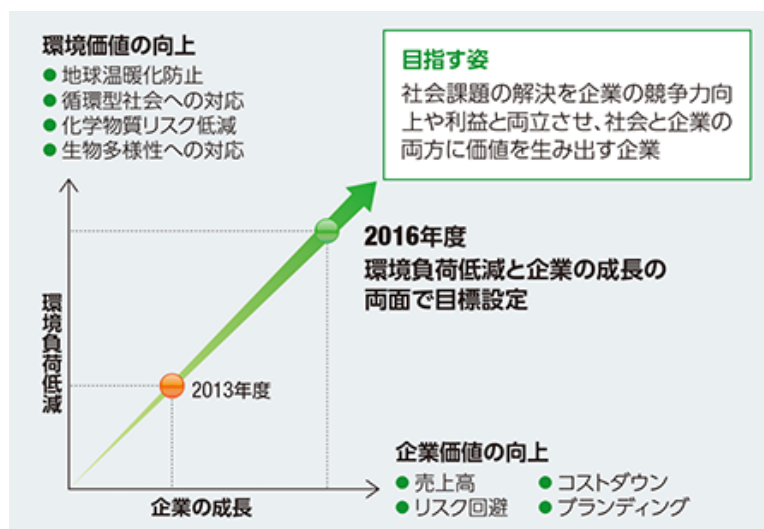 環境価値の向上
● 地球温暖化防止
● 循環型社会への対応
● 化学物質リスク低減
● 生物多様性への対応
目指す姿
社会課題の解決を企業の競争力向
上や利益と両立させ、社会と企業の
両方に価値を生み出す企業
2016年度
環境負荷低減と企業の成長の
両面で目標設定
環境負荷低減
2013年度
企業の成長
企業価値の向上
● 売上高 ● コストダウン
● リスク回避 ● ブランディング